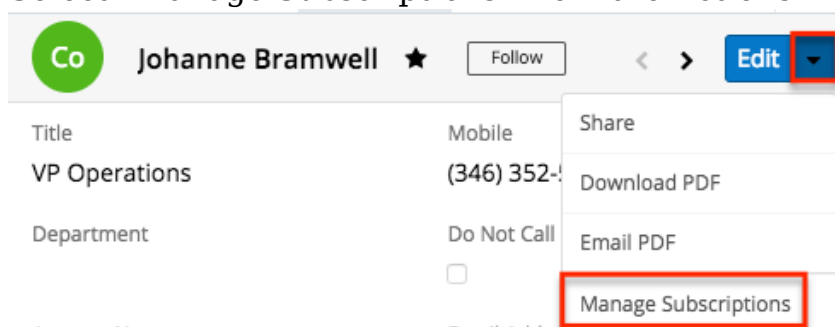 Co Johanne Bramwell Follow Edit
Title Mobile Share
VP Operations (346) 352- Download PDF
Department Do Not Call Email PDF
Manage Subscriptions